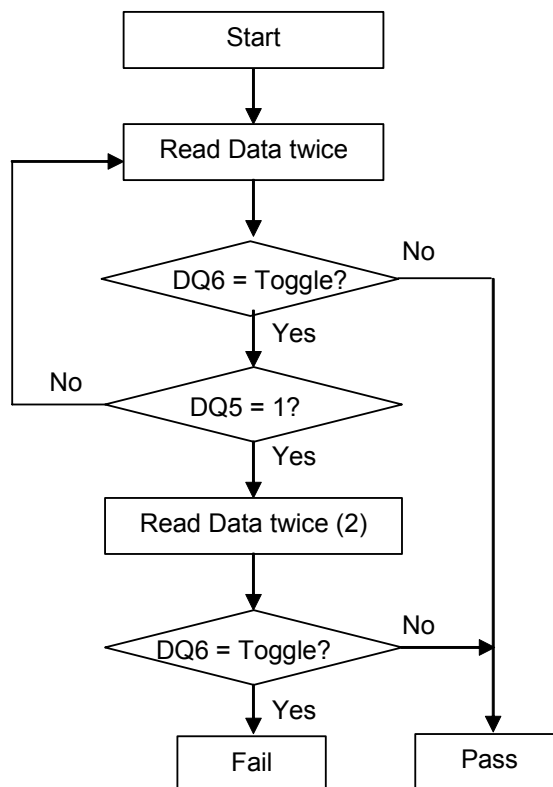 Start
Read Data twice
No
DQ6 = Toggle?
Yes
No
DQ5 = 1?
Yes
Read Data twice (2)
No
DQ6 = Toggle?
Yes
Fail
Pass